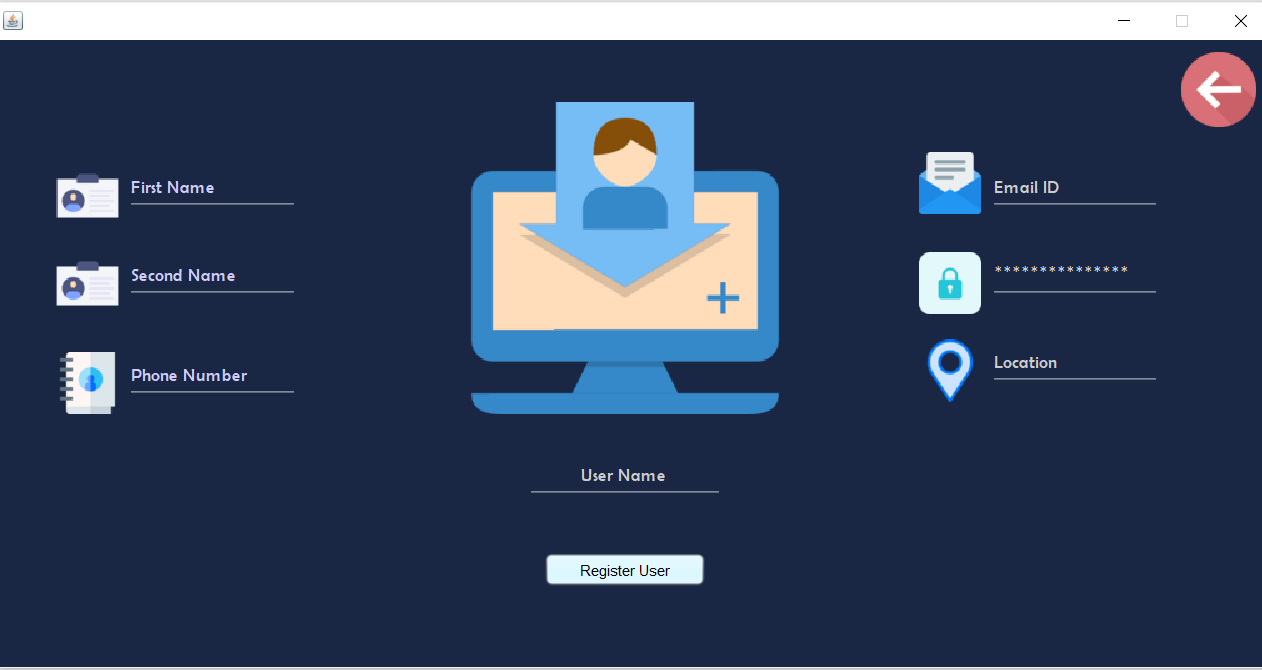 First Name
Second Name
Phone Number
Email ID
***************
Location
User Name
Register User